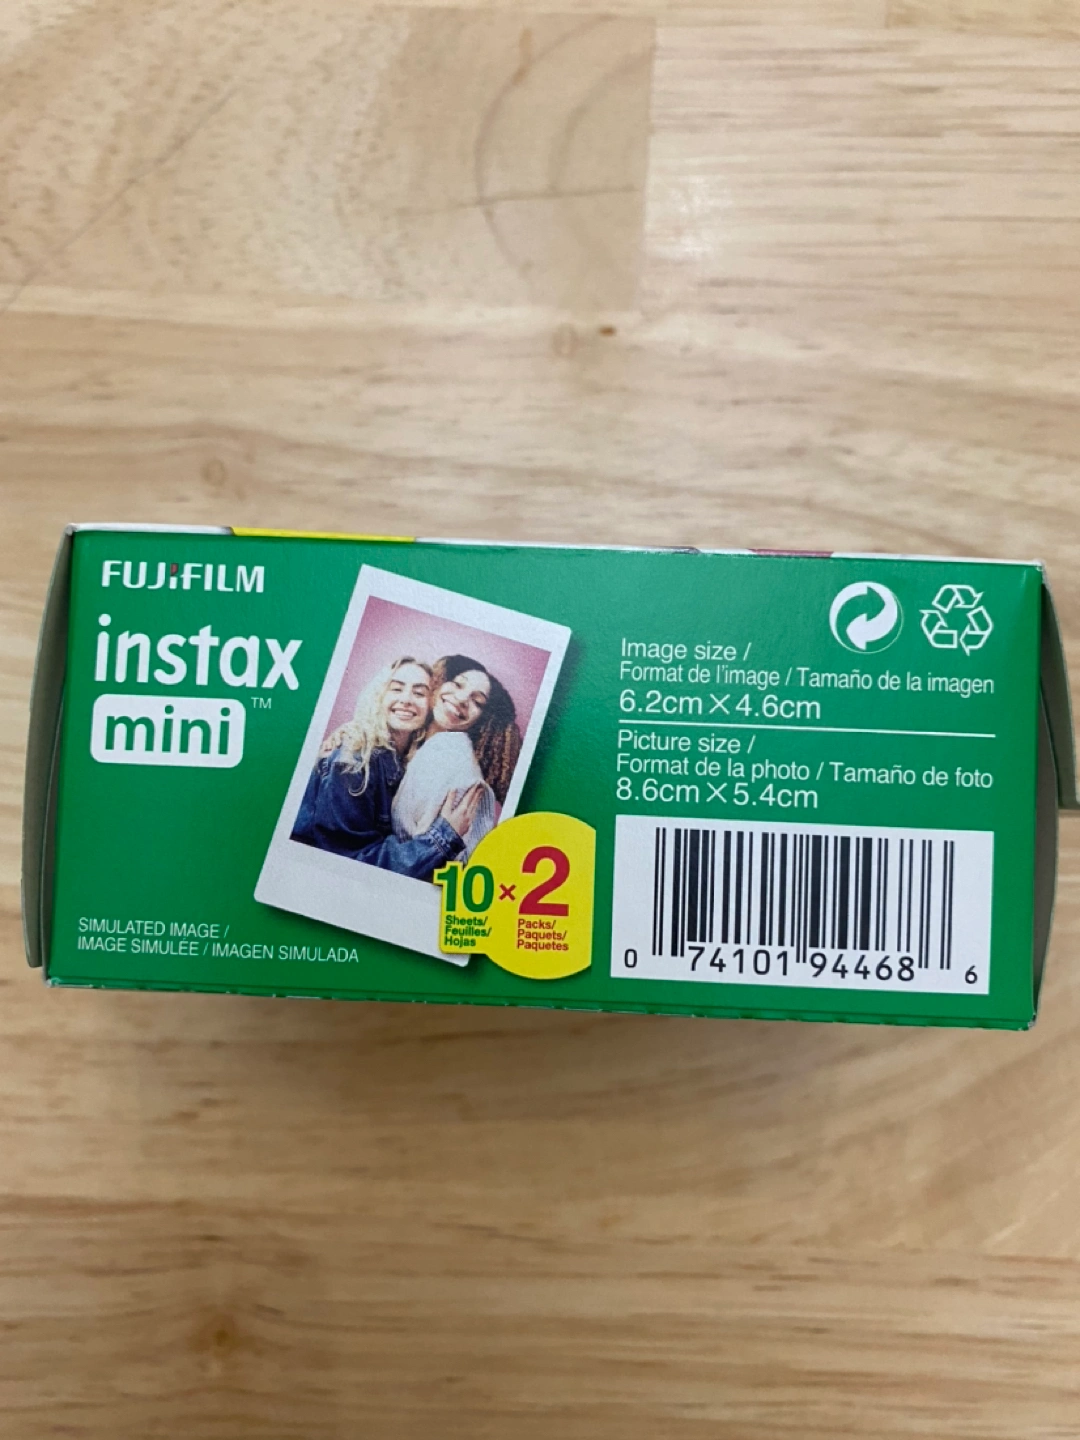 FUJIFILM
instax
mini™
SIMULATED IMAGE /
IMAGE SIMULÉE / IMAGEN SIMULADA
10 × 2
Sheets/
Feuilles/
Hojas
Packs/
Paquets/
Paquetes
Image size /
Format de l'image / Tamaño de la imagen
6.2cm×4.6cm
Picture size /
Format de la photo / Tamaño de foto
8.6cm×5.4cm
0 74101 94468 6